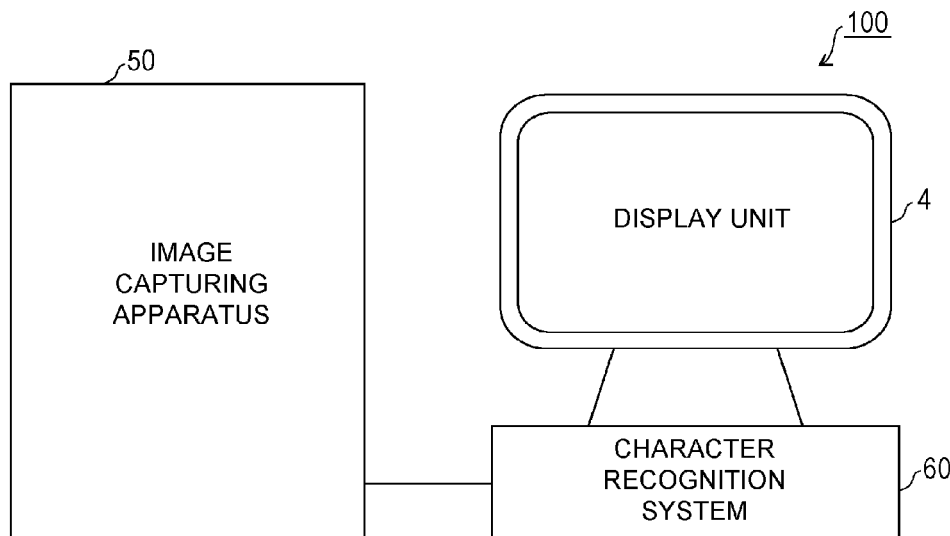 100
50
DISPLAY UNIT
4
IMAGE
CAPTURING
APPARATUS
CHARACTER
RECOGNITION
SYSTEM
60